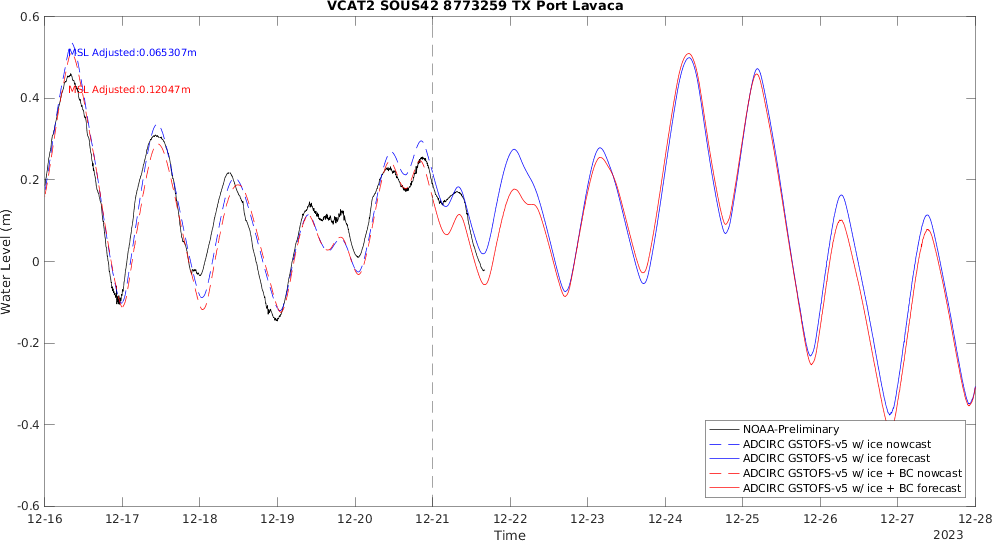 VCAT2 SOUS42 8773259 TX Port Lavaca
MSL Adjusted:0.065307m
MSL Adjusted:0.12047m
Water Level (m)
0.6
0.4
0.2
0
-0.2
-0.4
-0.6
NOAA-Preliminary
ADCIRC GSTOFS-v5 w/ ice nowcast
ADCIRC GSTOFS-v5 w/ ice forecast
ADCIRC GSTOFS-v5 w/ ice + BC nowcast
ADCIRC GSTOFS-v5 w/ ice + BC forecast
12-16 12-17 12-18 12-19 12-20 12-21 12-22 12-23 12-24 12-25 12-26 12-27 12-28
Time
2023